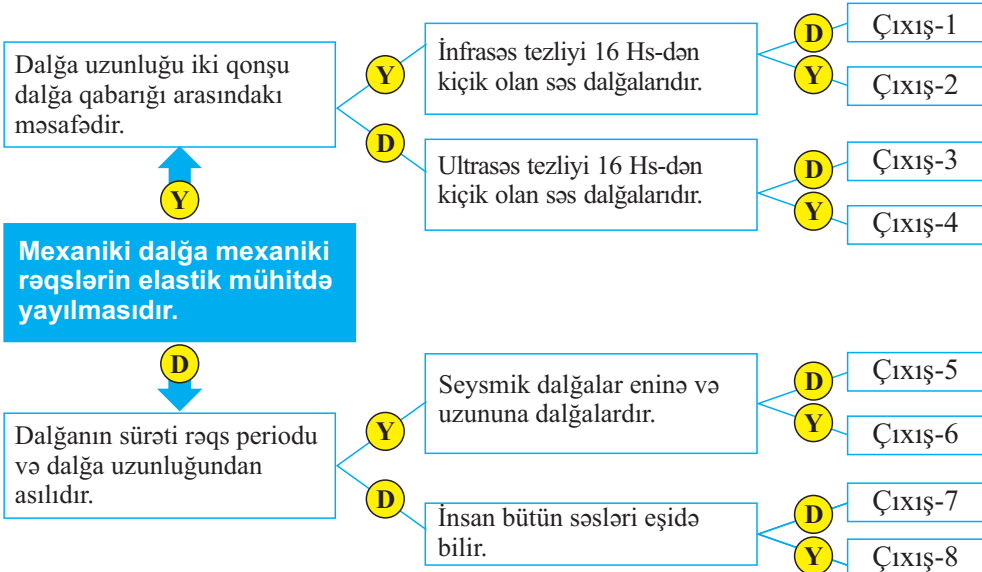 Dalğa uzunluğu iki qonşu
dalğa qabarığı arasındakı
məsafədir.
Y
D
İnfrasəs tezliyi 16 Hs-dən
kiçik olan səs dalğalarıdır.
D
Y
Çıxış-1
Çıxış-2
Ultrasəs tezliyi 16 Hs-dən
kiçik olan səs dalğalarıdır.
D
Y
Çıxış-3
Çıxış-4
Y
Mexaniki dalğa mexaniki
rəqslərin elastik mühitdə
yayılmasıdır.
D
Dalğanın sürəti rəqs periodu
və dalğa uzunluğundan
asılıdır.
Y
D
Seysmik dalğalar eninə və
uzununa dalğalardır.
D
Y
Çıxış-5
Çıxış-6
İnsan bütün səsləri eşidə
bilir.
D
Y
Çıxış-7
Çıxış-8